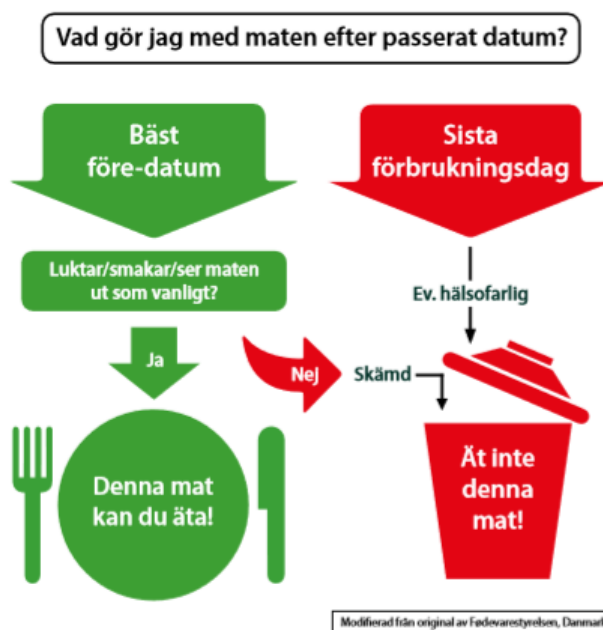 Vad gör jag med maten efter passerat datum?
Bäst
före-datum
Sista
förbrukningsdag
Luktar/smakar/ser maten
ut som vanligt?
Ev. hälsofarlig
Ja
Nej
Skämd
Denna mat
kan du äta!
Ät inte
denna
mat!
Modifierad från original av Fødevarestyrelsen, Danmark